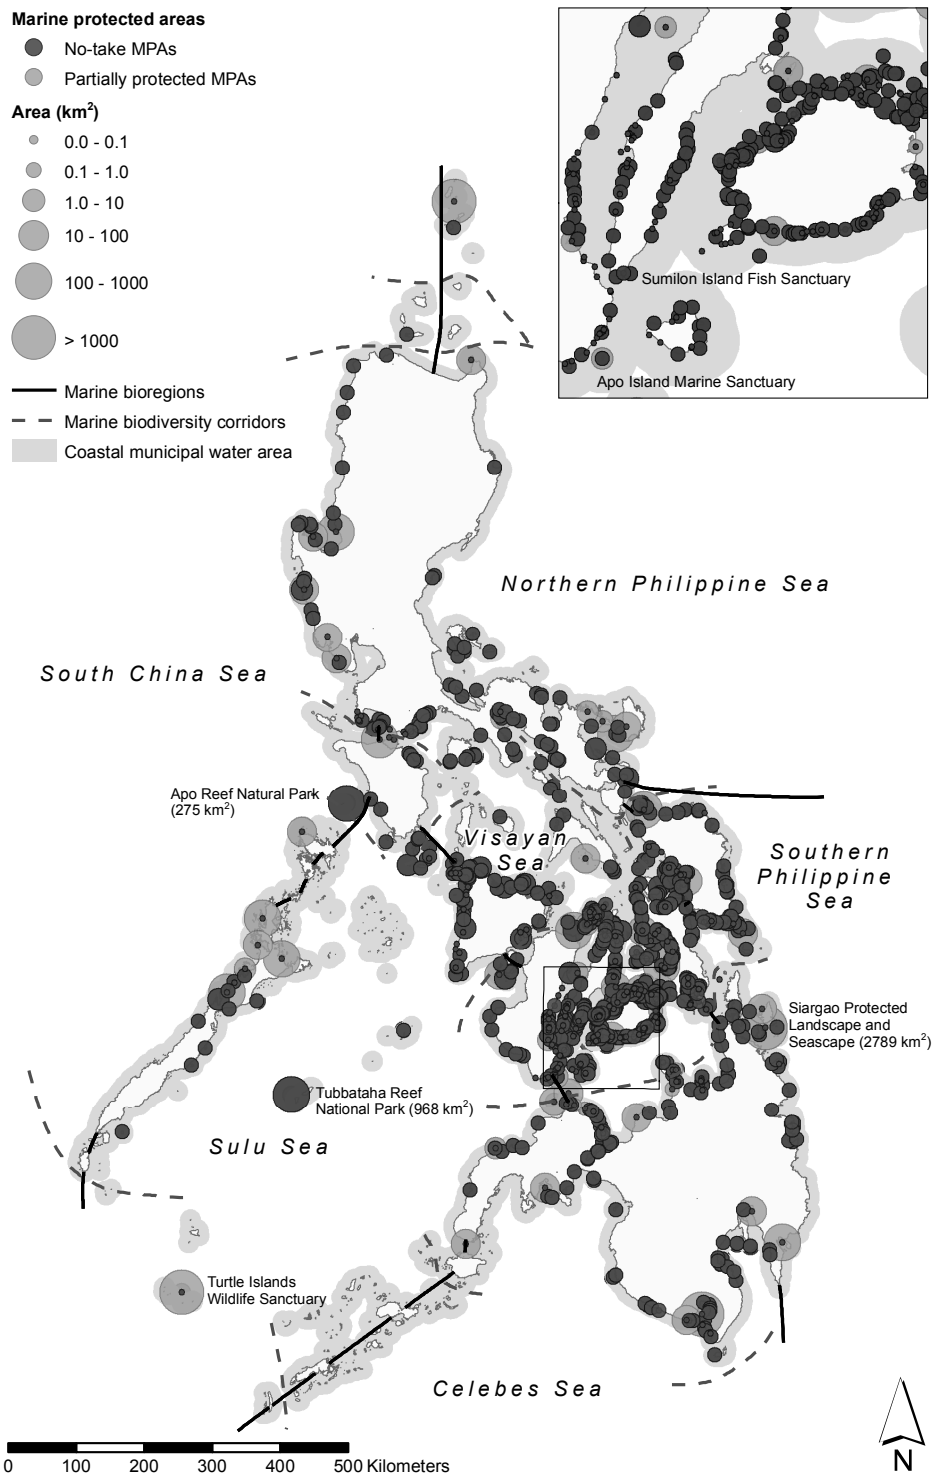 Marine protected areas
No-take MPAs
Partially protected MPAs
Area (km²)
0.0 - 0.1
0.1 - 1.0
1.0 - 10
10 - 100
100 - 1000
> 1000
Marine bioregions
Marine biodiversity corridors
Coastal municipal water area
Sumilon Island Fish Sanctuary
Apo Island Marine Sanctuary
Northern Philippine Sea
South China Sea
Apo Reef Natural Park
(275 km²)
Visayan
Sea
Southern
Philippine
Sea
Siargao Protected
Landscape and
Seascape (2789 km²)
Tubbataha Reef
National Park (968 km²)
Sulu Sea
Turtle Islands
Wildlife Sanctuary
Celebes Sea
0 100 200 300 400 500 Kilometers
N